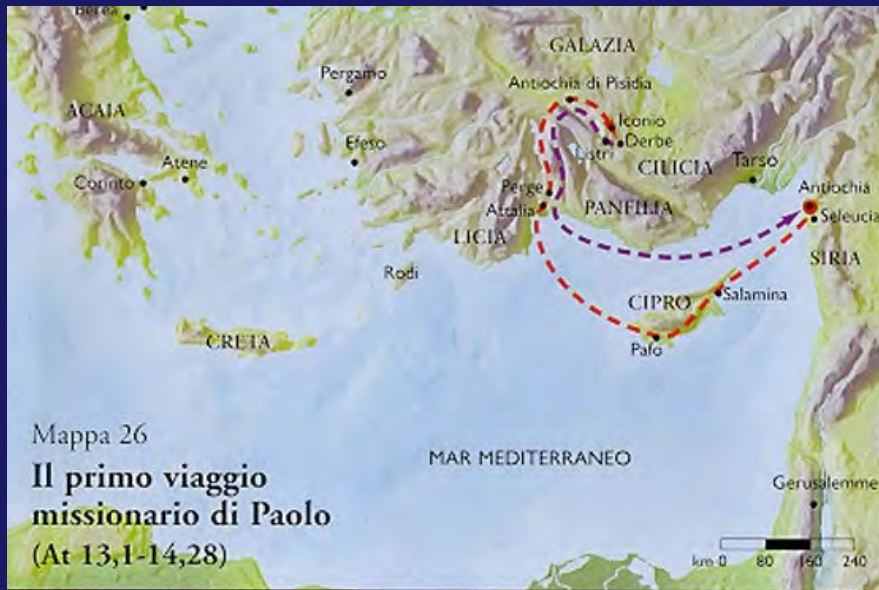 Berea
GALAZIA
Pergamo
Antiochia di Pisidia
ACAIA
Iconio
Efeso
Derbe
Listri
Atene
CILICIA
Tarso
Corinto
Perge
Antiochia
Attalia
PANFILIA
Seleucia
LICIA
SIRIA
Rodi
CIPRO
Salamina
CRETA
Pafo
Mappa 26
MAR MEDITERRANEO
Il primo viaggio
missionario di Paolo
Gerusalemme
(At 13,1-14,28)
km 0 80 160 240